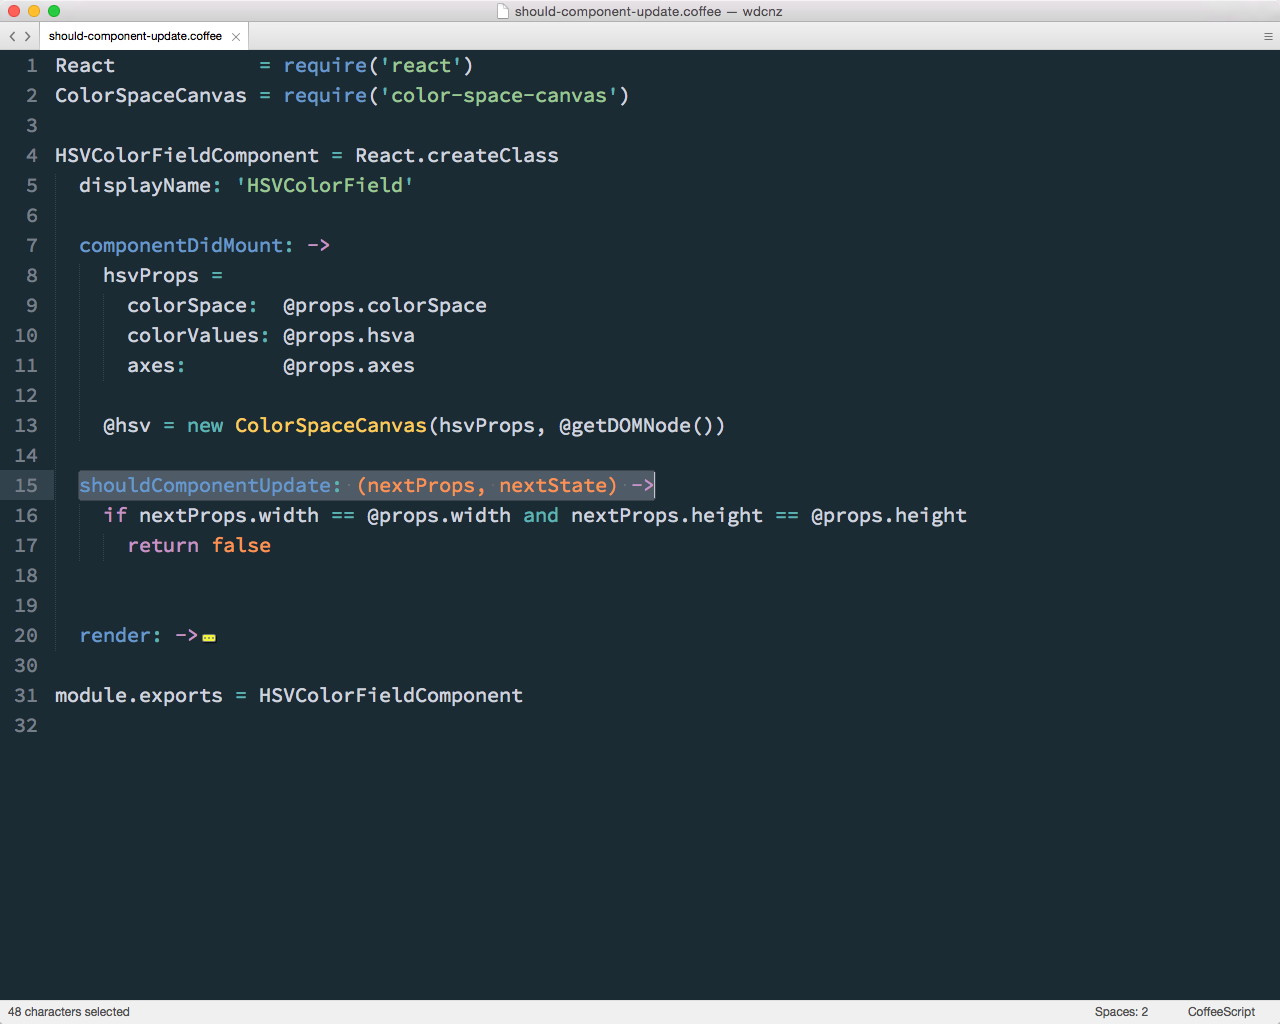 should-component-update.coffee — wdcnz
should-component-update.coffee ×
1 React            = require('react')
2 ColorSpaceCanvas = require('color-space-canvas')
3
4 HSVColorFieldComponent = React.createClass
5   displayName: 'HSVColorField'
6
7   componentDidMount: ->
8     hsvProps =
9       colorSpace:  @props.colorSpace
10       colorValues: @props.hsva
11       axes:        @props.axes
12
13     @hsv = new ColorSpaceCanvas(hsvProps, @getDOMNode())
14
15   shouldComponentUpdate: (nextProps, nextState) ->
16     if nextProps.width == @props.width and nextProps.height == @props.height
17       return false
18
19
20   render: ->
30
31 module.exports = HSVColorFieldComponent
32
48 characters selected
Spaces: 2
CoffeeScript